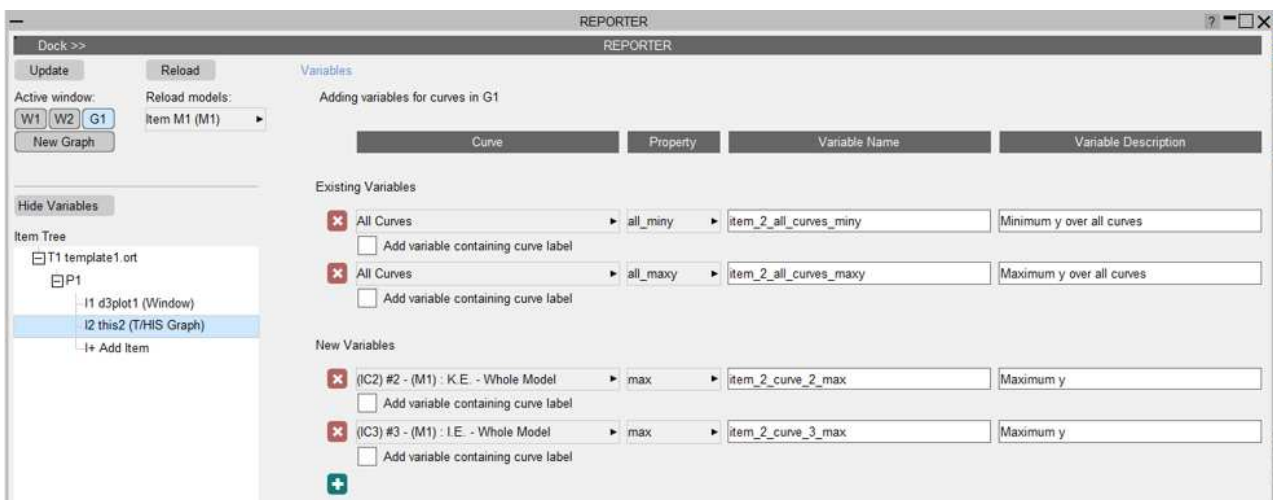 REPORTER ?
Dock >> REPORTER
Update Reload Variables
Active window: Reload models: Adding variables for curves in G1
W1 W2 G1 Item M1 (M1)
New Graph Curve Property Variable Name Variable Description
Existing Variables
Hide Variables All Curves all_miny item_2_all_curves_miny Minimum y over all curves
Item Tree Add variable containing curve label
T1 template1.ort All Curves all_maxy item_2_all_curves_maxy Maximum y over all curves
P1 Add variable containing curve label
I1 d3plot1 (Window)
I2 this2 (T/HIS Graph)
I+ Add Item New Variables
(IC2) #2 - (M1) : K.E. - Whole Model max item_2_curve_2_max Maximum y
Add variable containing curve label
(IC3) #3 - (M1) : I.E. - Whole Model max item_2_curve_3_max Maximum y
Add variable containing curve label